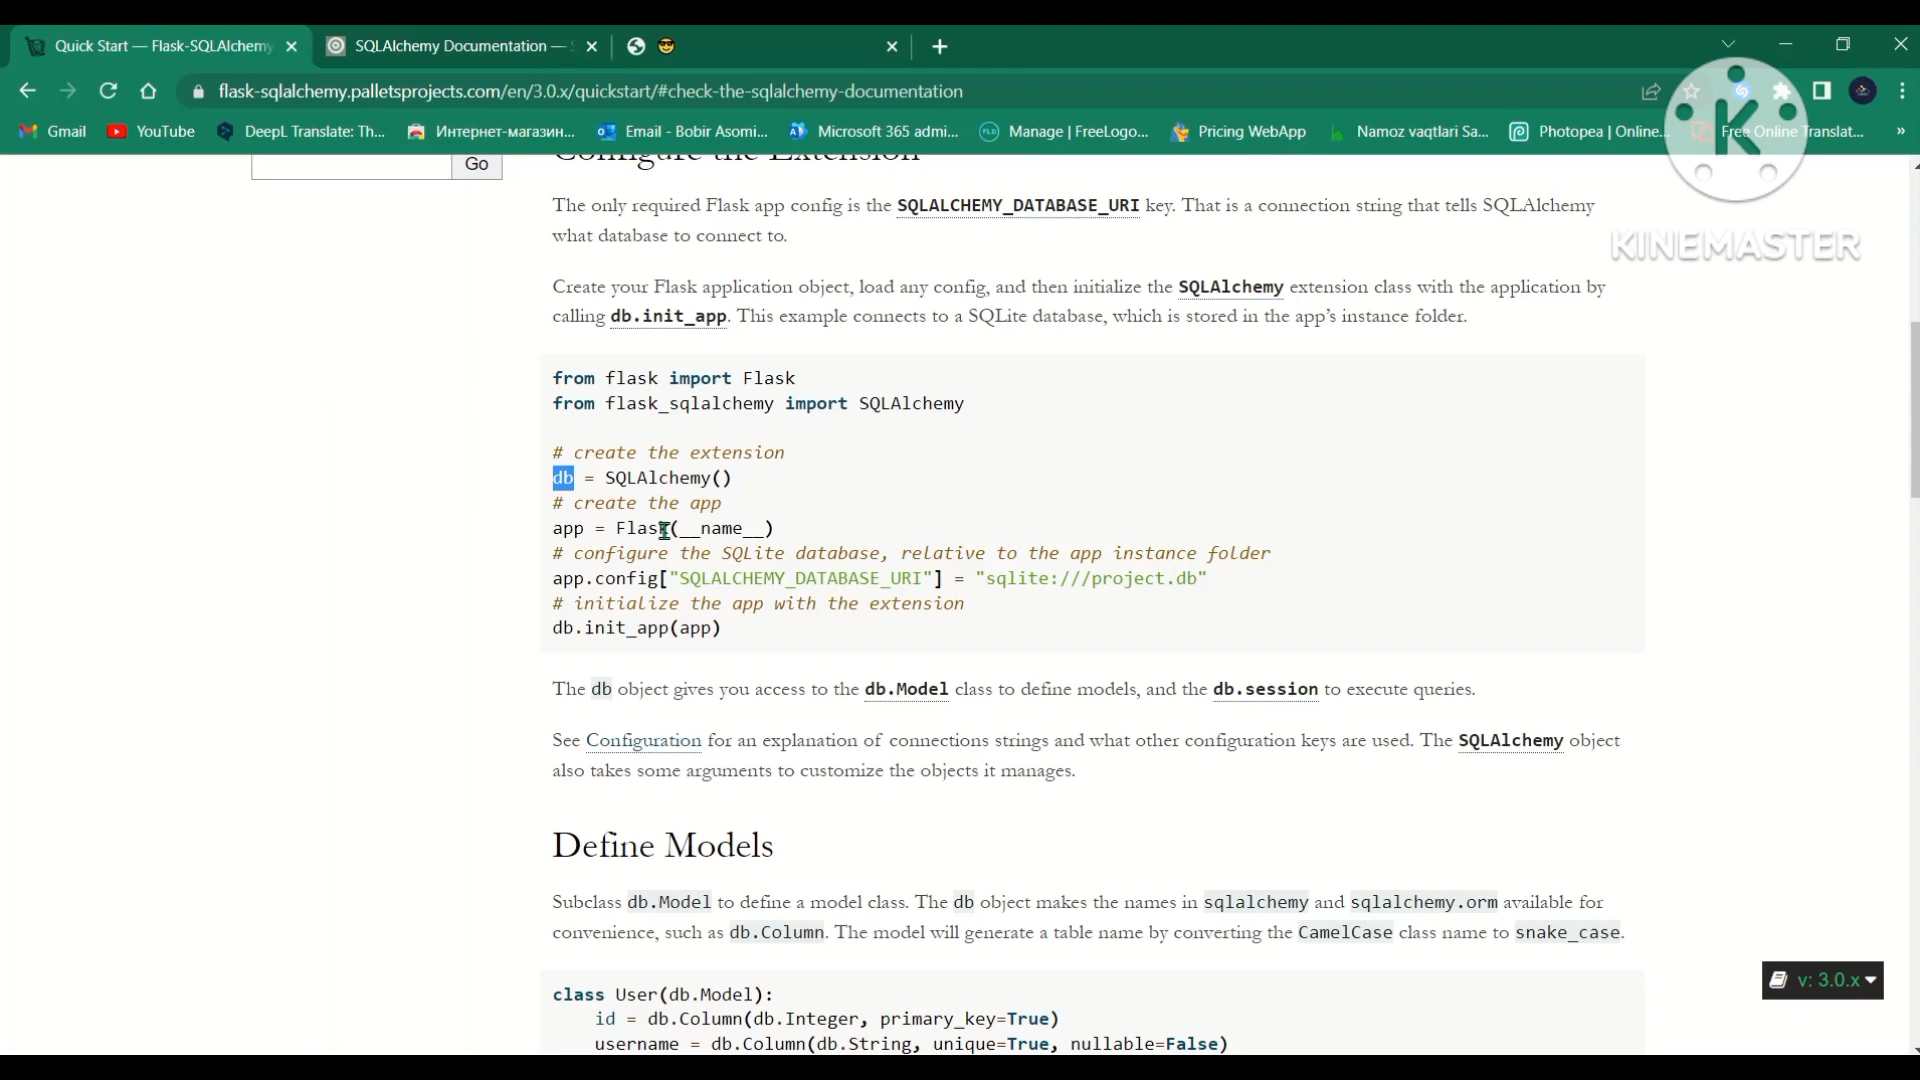 Quick Start — Flask-SQLAlchemy
SQLAlchemy Documentation —
flask-sqlalchemy.palletsprojects.com/en/3.0.x/quickstart/#check-the-sqlalchemy-documentation
Gmail YouTube DeepL Translate: Th... Интернет-магазин... Email - Bobir Asomi... Microsoft 365 admi... Manage | FreeLogo... Pricing WebApp Namoz vaqtlari Sa... Photopea | Online... Free Online Translat... »
K
KINEMASTER
Go
Configure the Extension
The only required Flask app config is the SQLALCHEMY_DATABASE_URI key. That is a connection string that tells SQLAlchemy
what database to connect to.
Create your Flask application object, load any config, and then initialize the SQLAlchemy extension class with the application by
calling db.init_app. This example connects to a SQLite database, which is stored in the app’s instance folder.
from flask import Flask
from flask_sqlalchemy import SQLAlchemy
# create the extension
db = SQLAlchemy()
# create the app
app = Flask(__name__)
# configure the SQLite database, relative to the app instance folder
app.config["SQLALCHEMY_DATABASE_URI"] = "sqlite:///project.db"
# initialize the app with the extension
db.init_app(app)
The db object gives you access to the db.Model class to define models, and the db.session to execute queries.
See Configuration for an explanation of connections strings and what other configuration keys are used. The SQLAlchemy object
also takes some arguments to customize the objects it manages.
Define Models
Subclass db.Model to define a model class. The db object makes the names in sqlalchemy and sqlalchemy.orm available for
convenience, such as db.Column. The model will generate a table name by converting the CamelCase class name to snake_case.
v: 3.0.x
class User(db.Model):
id = db.Column(db.Integer, primary_key=True)
username = db.Column(db.String, unique=True, nullable=False)